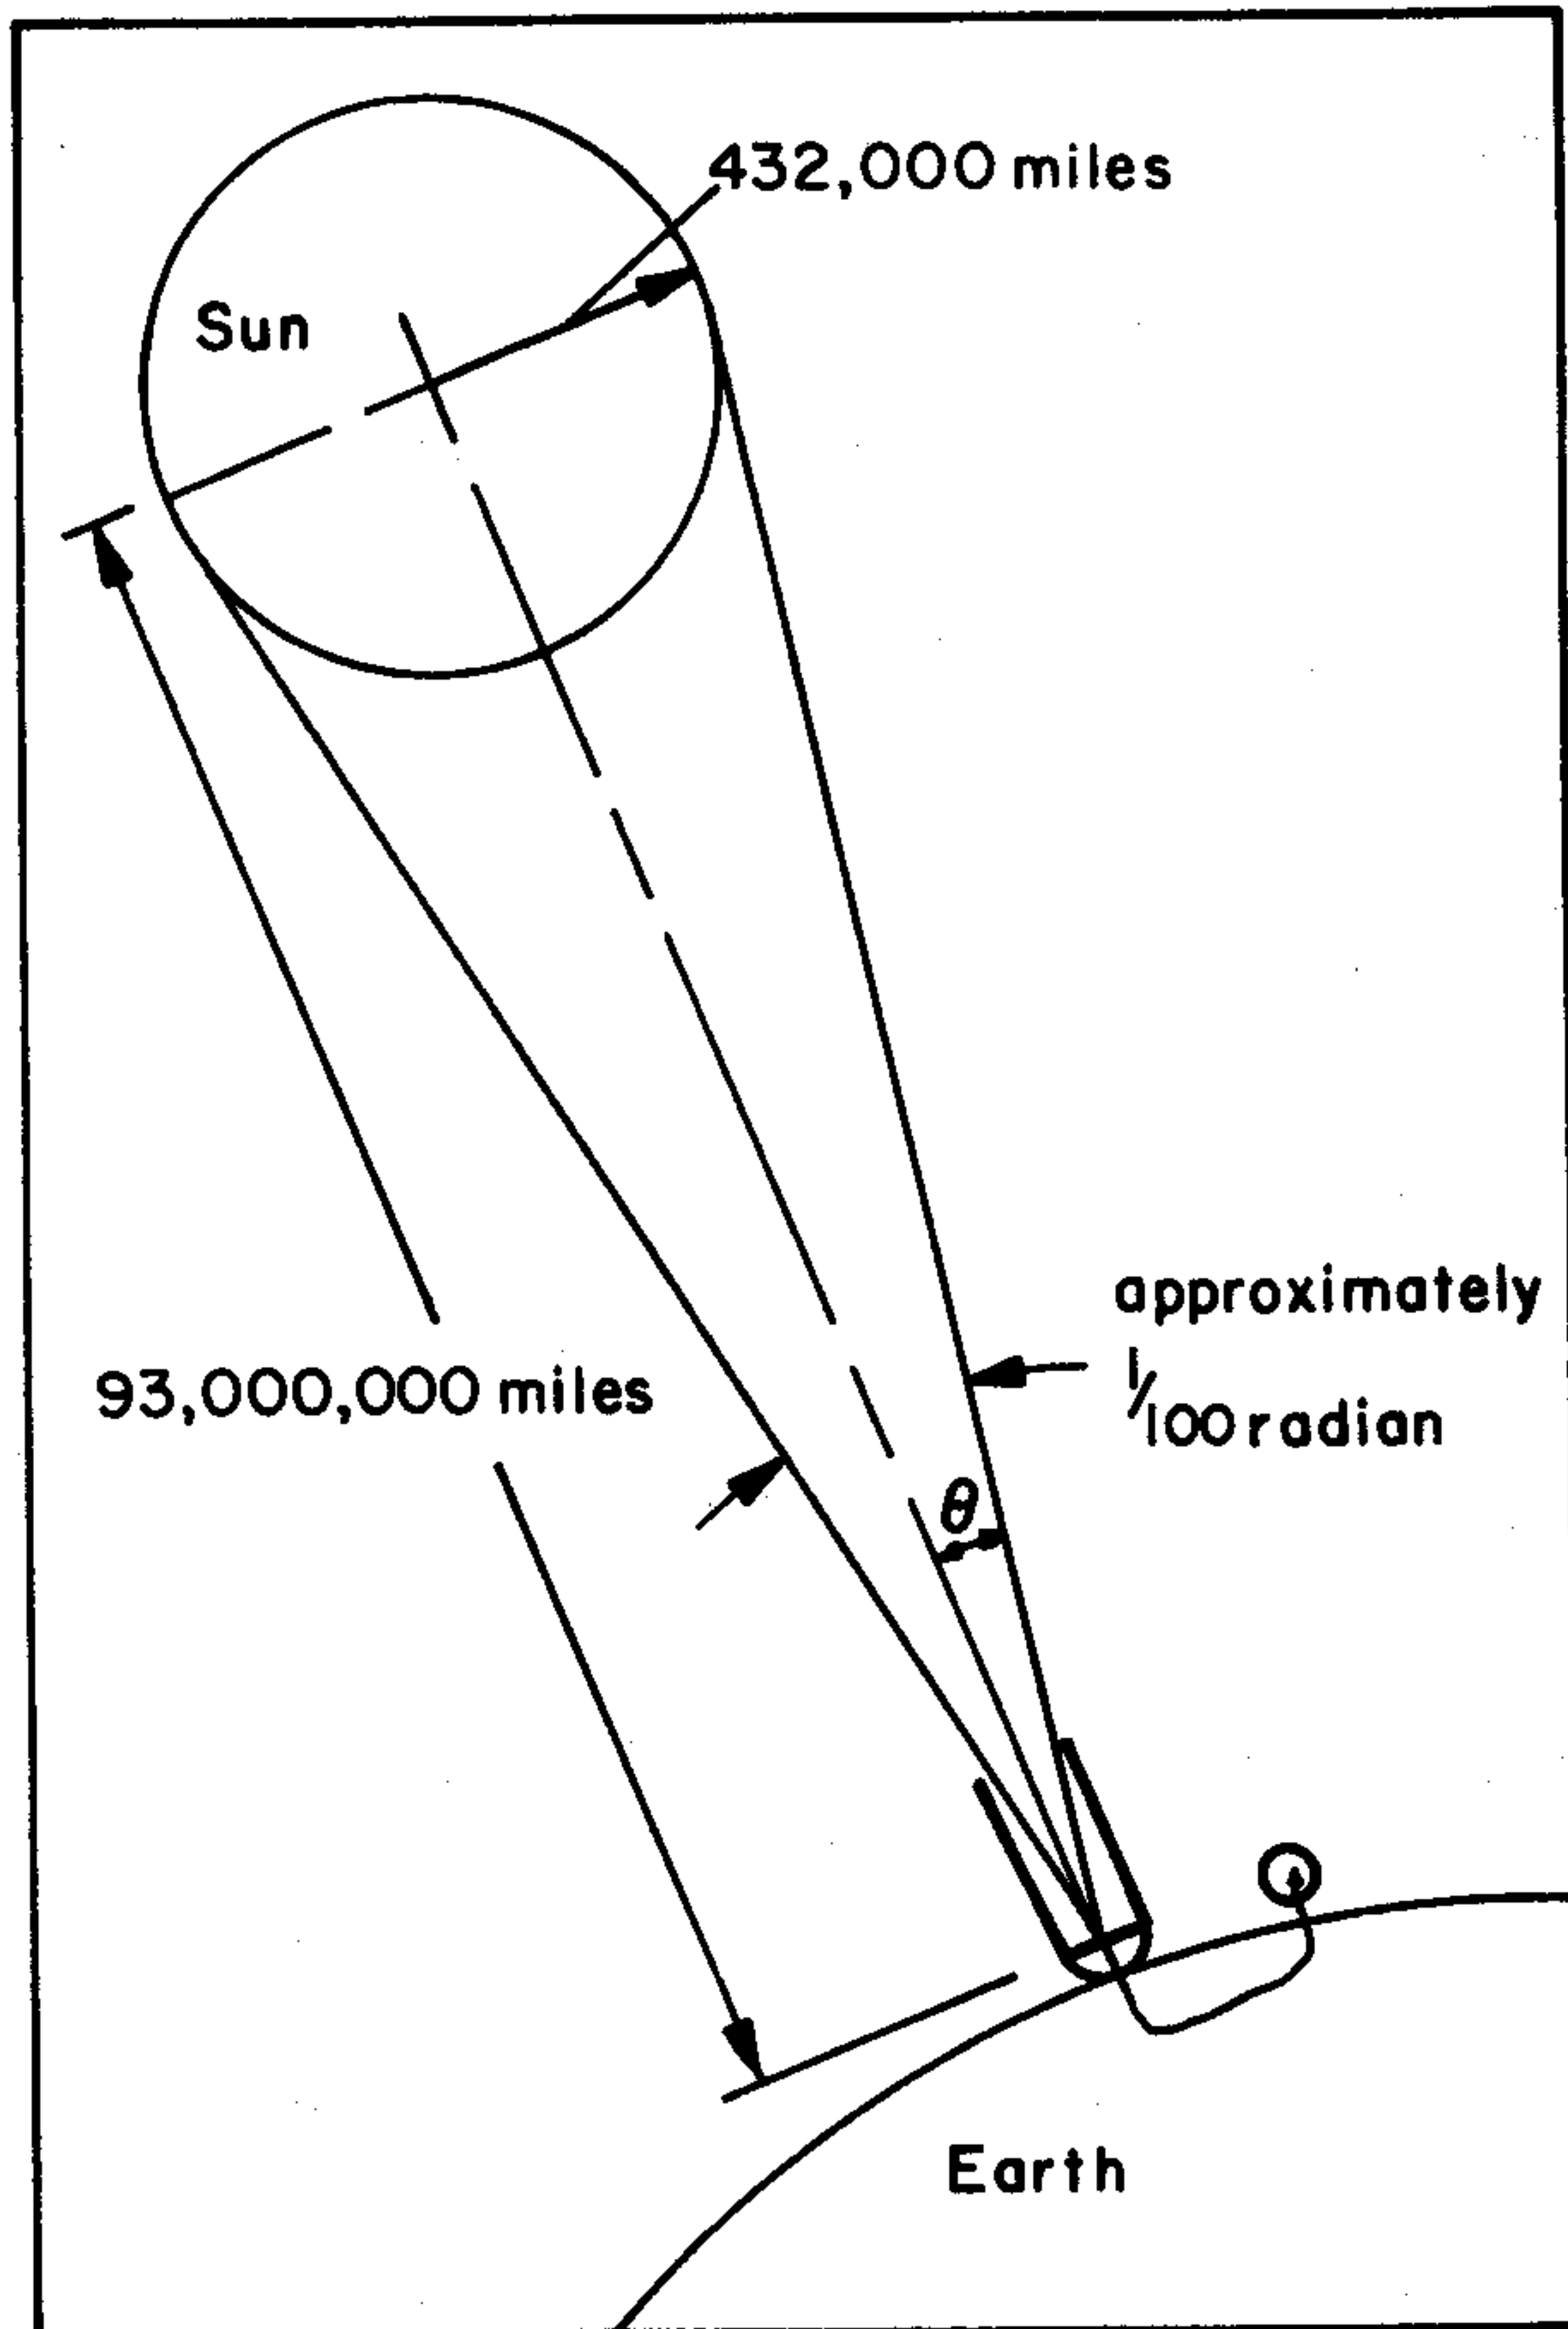 432,000 miles
Sun
approximately
1/100 radian
93,000,000 miles
θ
Earth